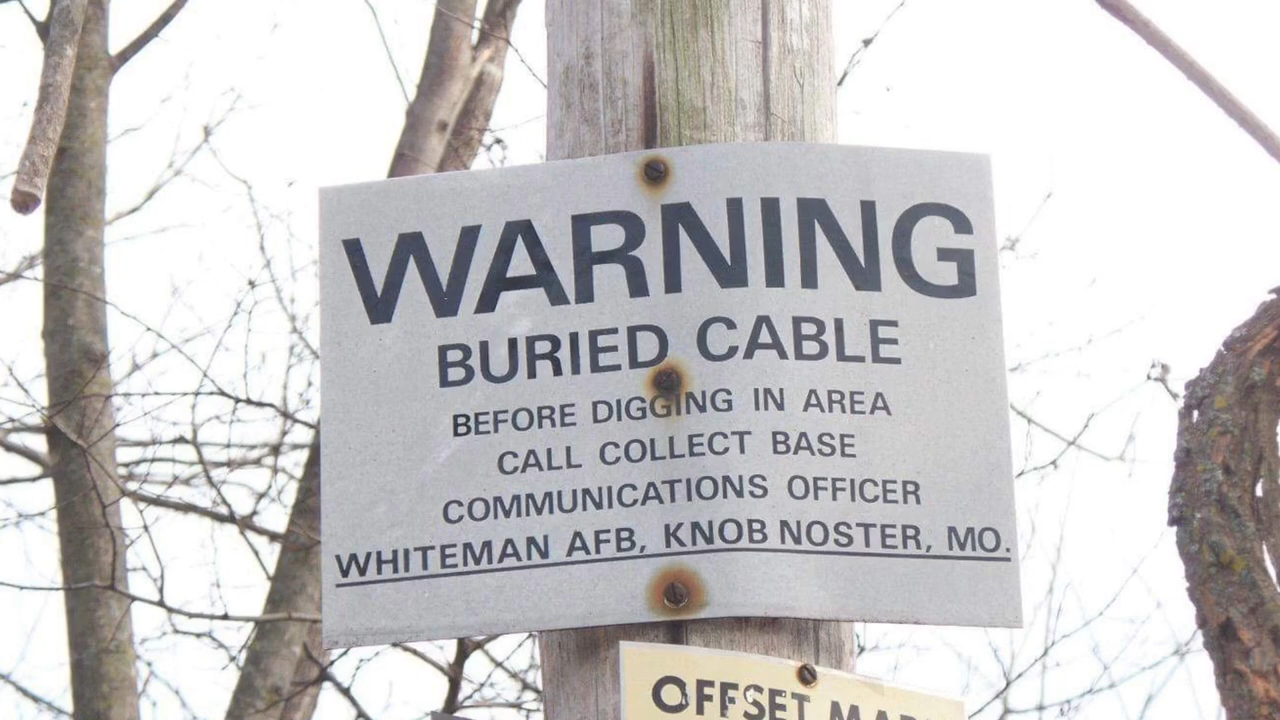 WARNING
BURIED CABLE
BEFORE DIGGING IN AREA
CALL COLLECT BASE
COMMUNICATIONS OFFICER
WHITEMAN AFB, KNOB NOSTER, MO.
OFFSET